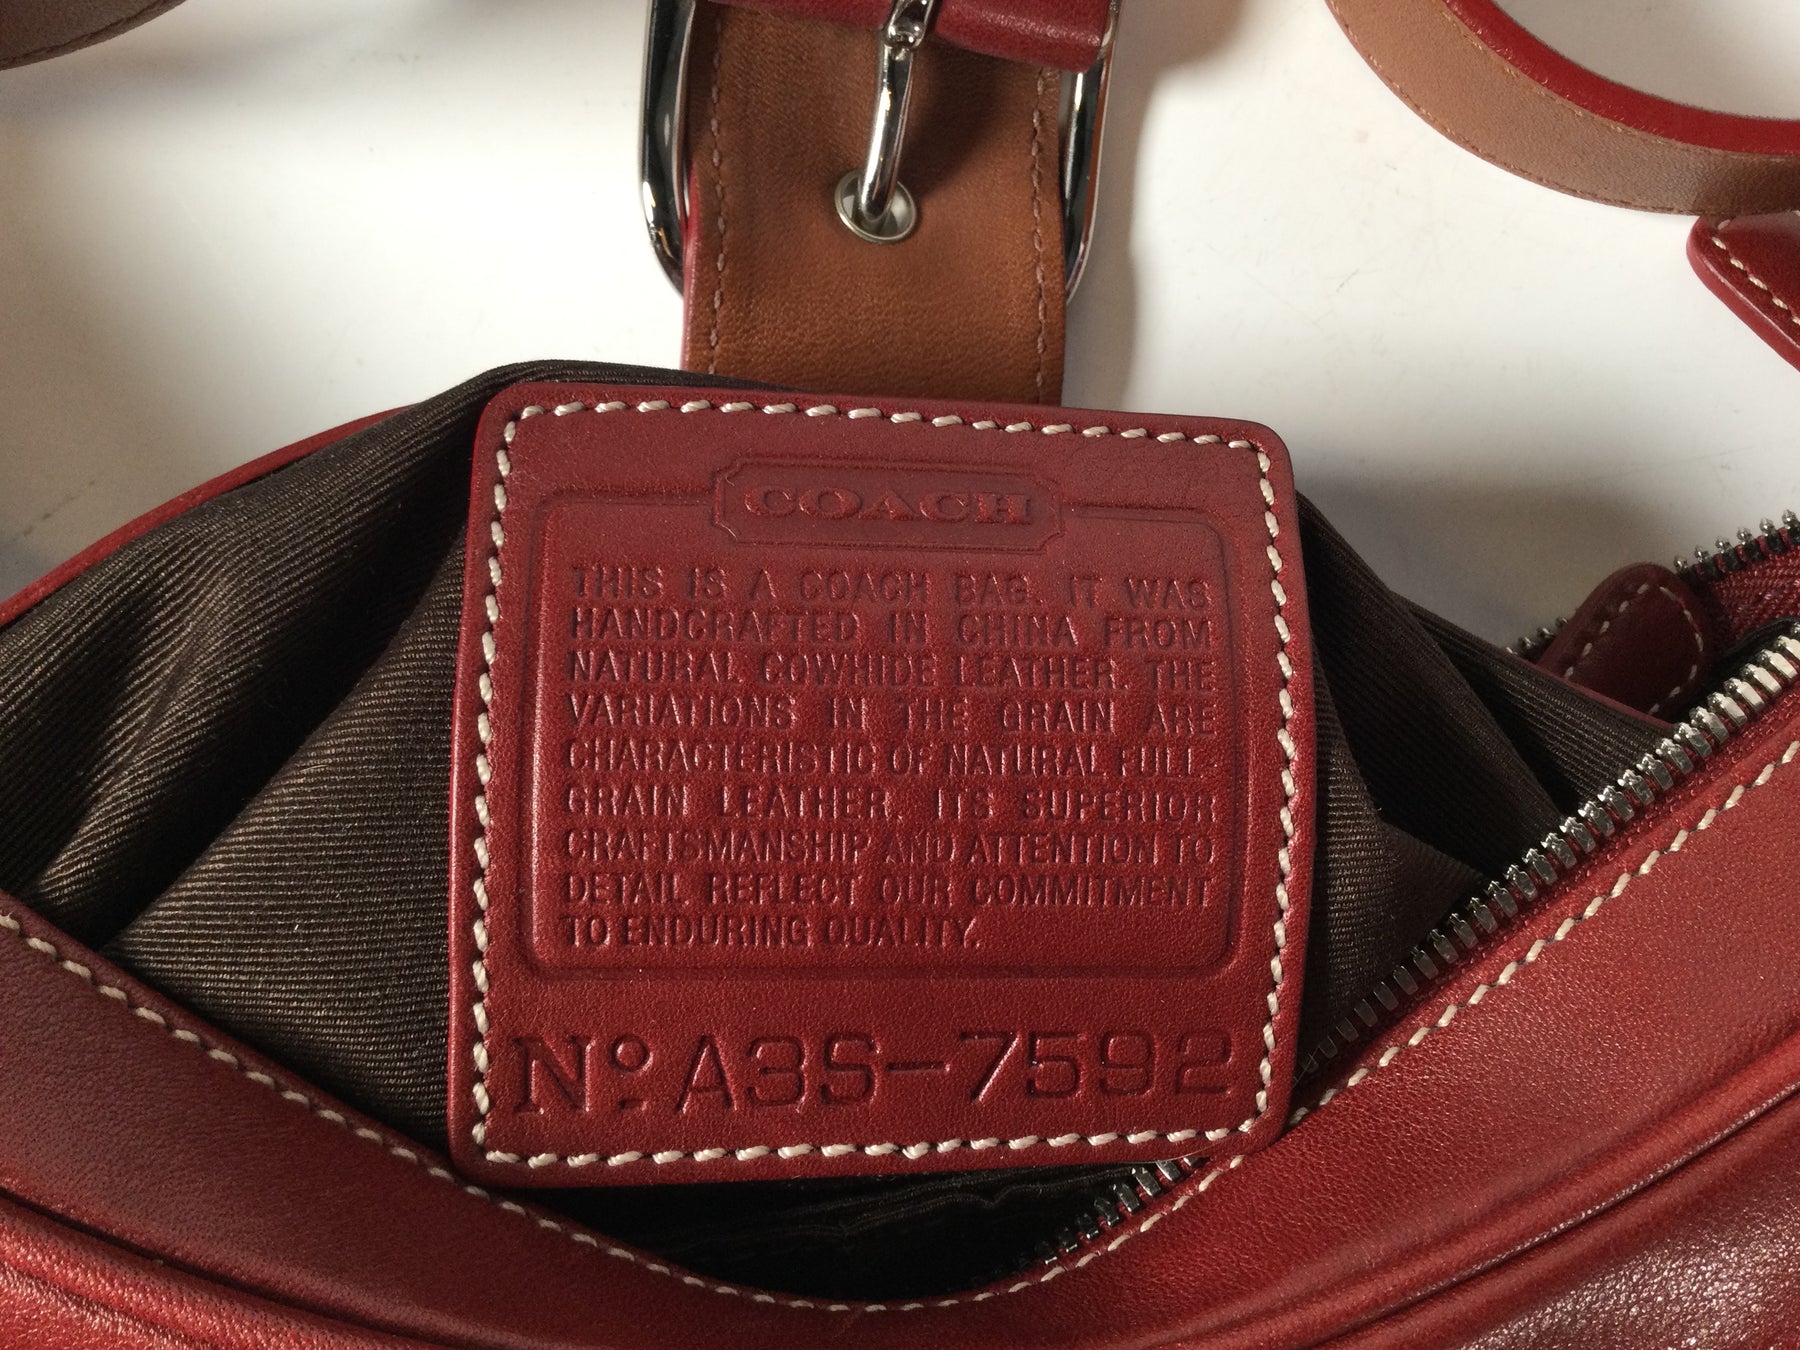 COACH
THIS IS A COACH BAG. IT WAS
HANDCRAFTED IN CHINA FROM
NATURAL COWHIDE LEATHER. THE
VARIATIONS IN THE GRAIN ARE
CHARACTERISTIC OF NATURAL FULL-
GRAIN LEATHER. ITS SUPERIOR
CRAFTSMANSHIP AND ATTENTION TO
DETAIL REFLECT OUR COMMITMENT
TO ENDURING QUALITY.
Nº A3S-7592